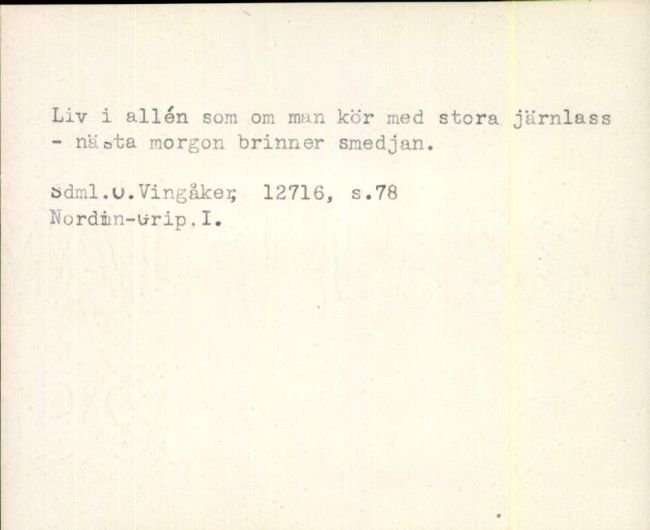 Liv i allén som om man kör med stora järnlass
- nästa morgon brinner smedjan.
Sdml.O.Vingåker, 12716, s.78
Nordin-Grip,I.